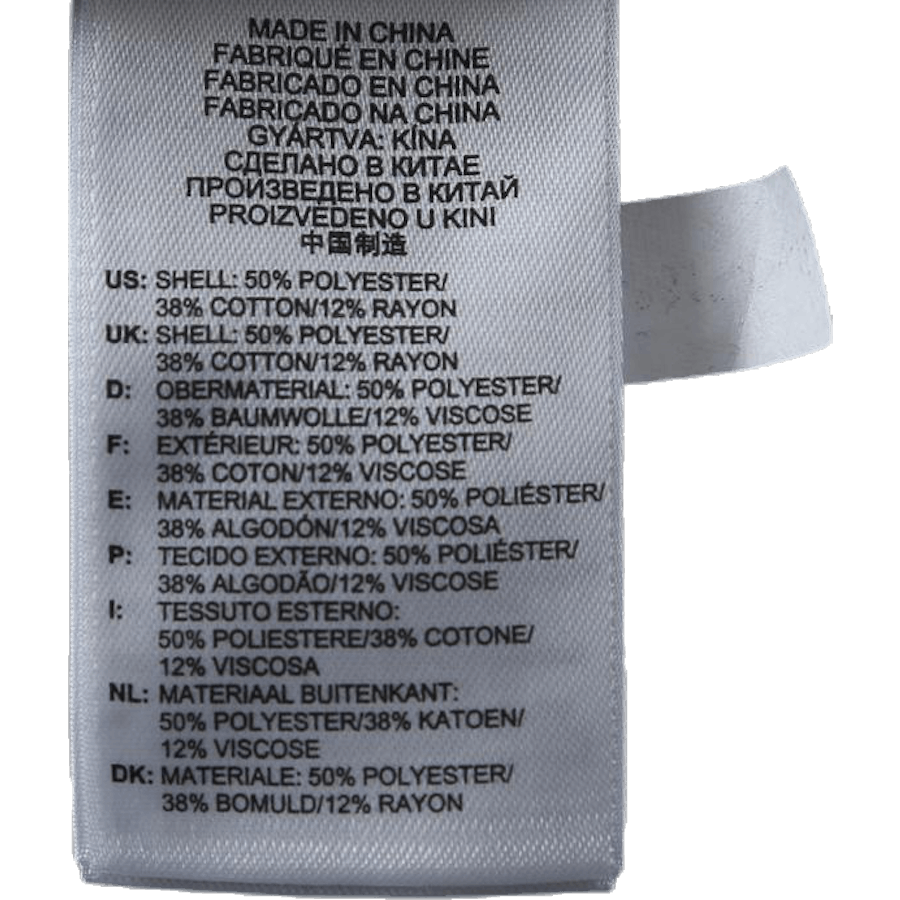 MADE IN CHINA
FABRIQUÉ EN CHINE
FABRICADO EN CHINA
FABRICADO NA CHINA
GYÁRTVA: KÍNA
СДЕЛАНО В КИТАЕ
ПРОИЗВЕДЕНО В КИТАЙ
PROIZVEDENO U KINI
中国制造
US: SHELL: 50% POLYESTER/
38% COTTON/12% RAYON
UK: SHELL: 50% POLYESTER/
38% COTTON/12% RAYON
D: OBERMATERIAL: 50% POLYESTER/
38% BAUMWOLLE/12% VISCOSE
F: EXTÉRIEUR: 50% POLYESTER/
38% COTON/12% VISCOSE
E: MATERIAL EXTERNO: 50% POLIÉSTER/
38% ALGODÓN/12% VISCOSA
P: TECIDO EXTERNO: 50% POLIÉSTER/
38% ALGODÃO/12% VISCOSE
I: TESSUTO ESTERNO:
50% POLIESTERE/38% COTONE/
12% VISCOSA
NL: MATERIAAL BUITENKANT:
50% POLYESTER/38% KATOEN/
12% VISCOSE
DK: MATERIALE: 50% POLYESTER/
38% BOMULD/12% RAYON